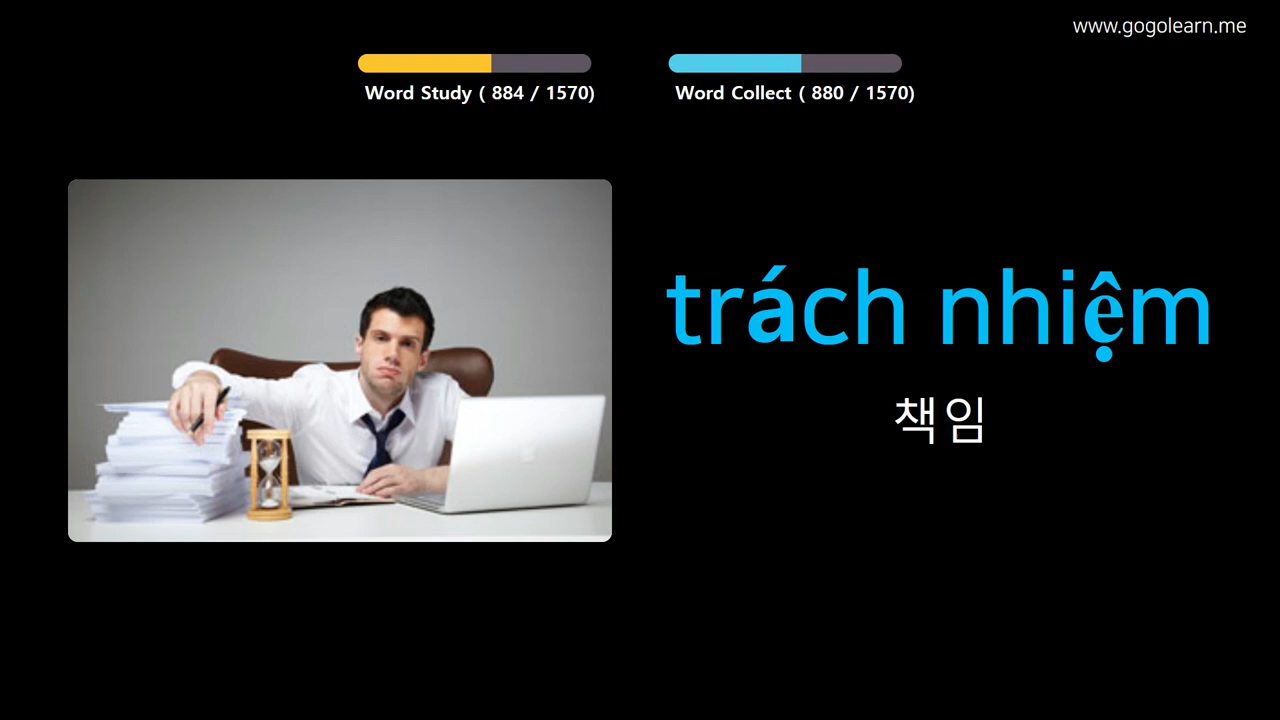 www.gogolearn.me
Word Study ( 884 / 1570)
Word Collect ( 880 / 1570)
trách nhiệm
책임